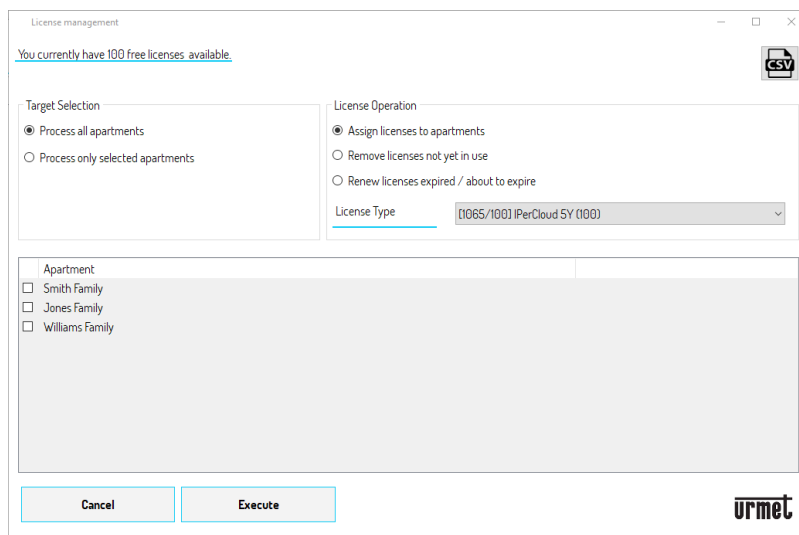 License management
You currently have 100 free licenses available.
CSV
Target Selection
Process all apartments
Process only selected apartments
License Operation
Assign licenses to apartments
Remove licenses not yet in use
Renew licenses expired / about to expire
License Type
[1065/100] IPerCloud 5Y (100)
Apartment
Smith Family
Jones Family
Williams Family
Cancel
Execute
urmet